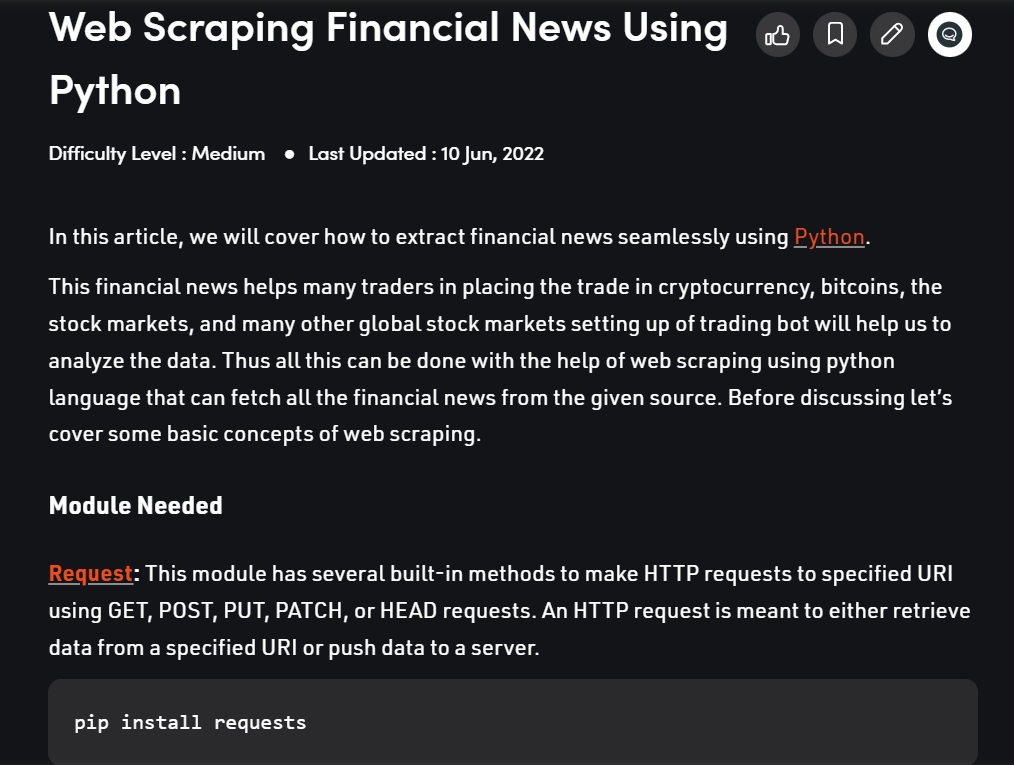 Web Scraping Financial News Using
Python
Difficulty Level : Medium ● Last Updated : 10 Jun, 2022
In this article, we will cover how to extract financial news seamlessly using Python.
This financial news helps many traders in placing the trade in cryptocurrency, bitcoins, the
stock markets, and many other global stock markets setting up of trading bot will help us to
analyze the data. Thus all this can be done with the help of web scraping using python
language that can fetch all the financial news from the given source. Before discussing let’s
cover some basic concepts of web scraping.
Module Needed
Request: This module has several built-in methods to make HTTP requests to specified URI
using GET, POST, PUT, PATCH, or HEAD requests. An HTTP request is meant to either retrieve
data from a specified URI or push data to a server.
pip install requests